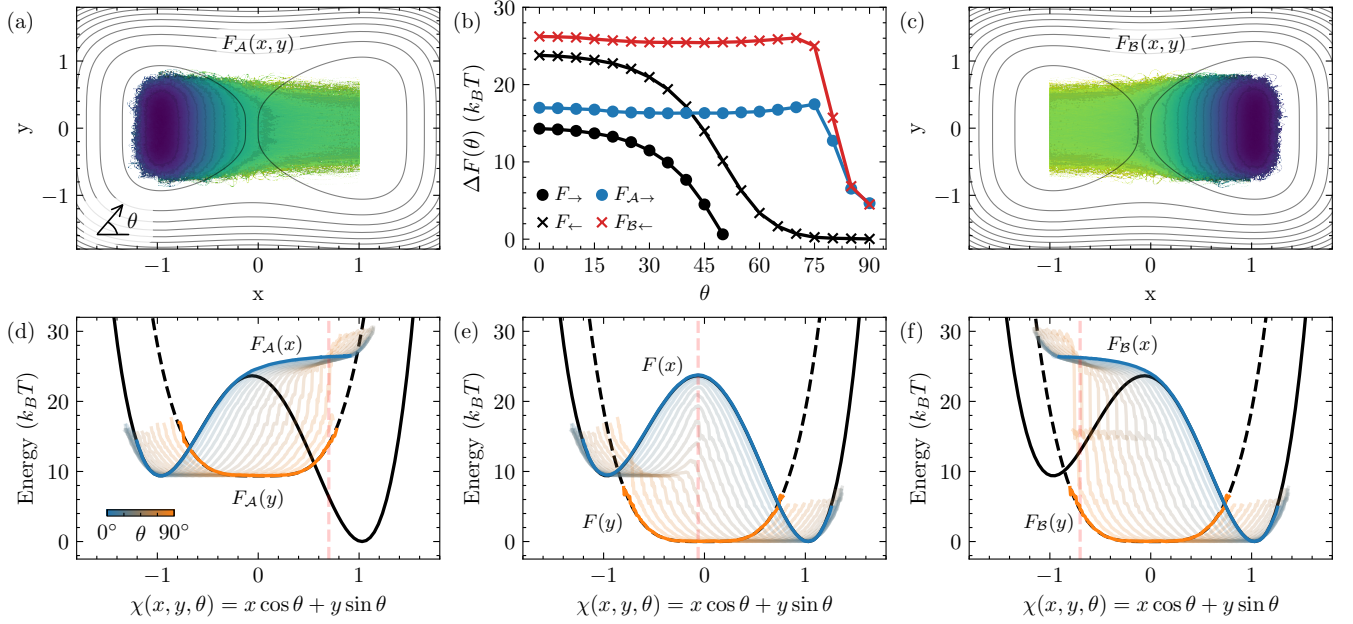 (a)
F_A(x, y)
1
0
−1
y
θ
−1
0
1
x
(b)
30
20
10
0
ΔF(θ) (k_BT)
F→
F←
F_A→
F_B←
0
15
30
45
60
75
90
θ
(c)
F_B(x, y)
1
0
−1
y
−1
0
1
x
(d)
30
20
10
0
Energy (k_BT)
F_A(x)
F_A(y)
0°
θ
90°
−1
0
1
χ(x, y, θ) = x cos θ + y sin θ
(e)
30
20
10
0
Energy (k_BT)
F(x)
F(y)
−1
0
1
χ(x, y, θ) = x cos θ + y sin θ
(f)
30
20
10
0
Energy (k_BT)
F_B(x)
F_B(y)
−1
0
1
χ(x, y, θ) = x cos θ + y sin θ